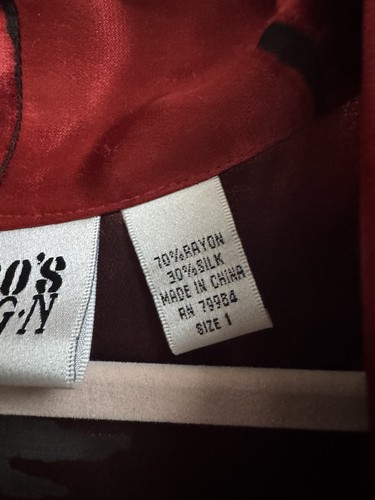 O'S
G·N
70%RAYON
30%SILK
MADE IN CHINA
RN 79984
SIZE 1